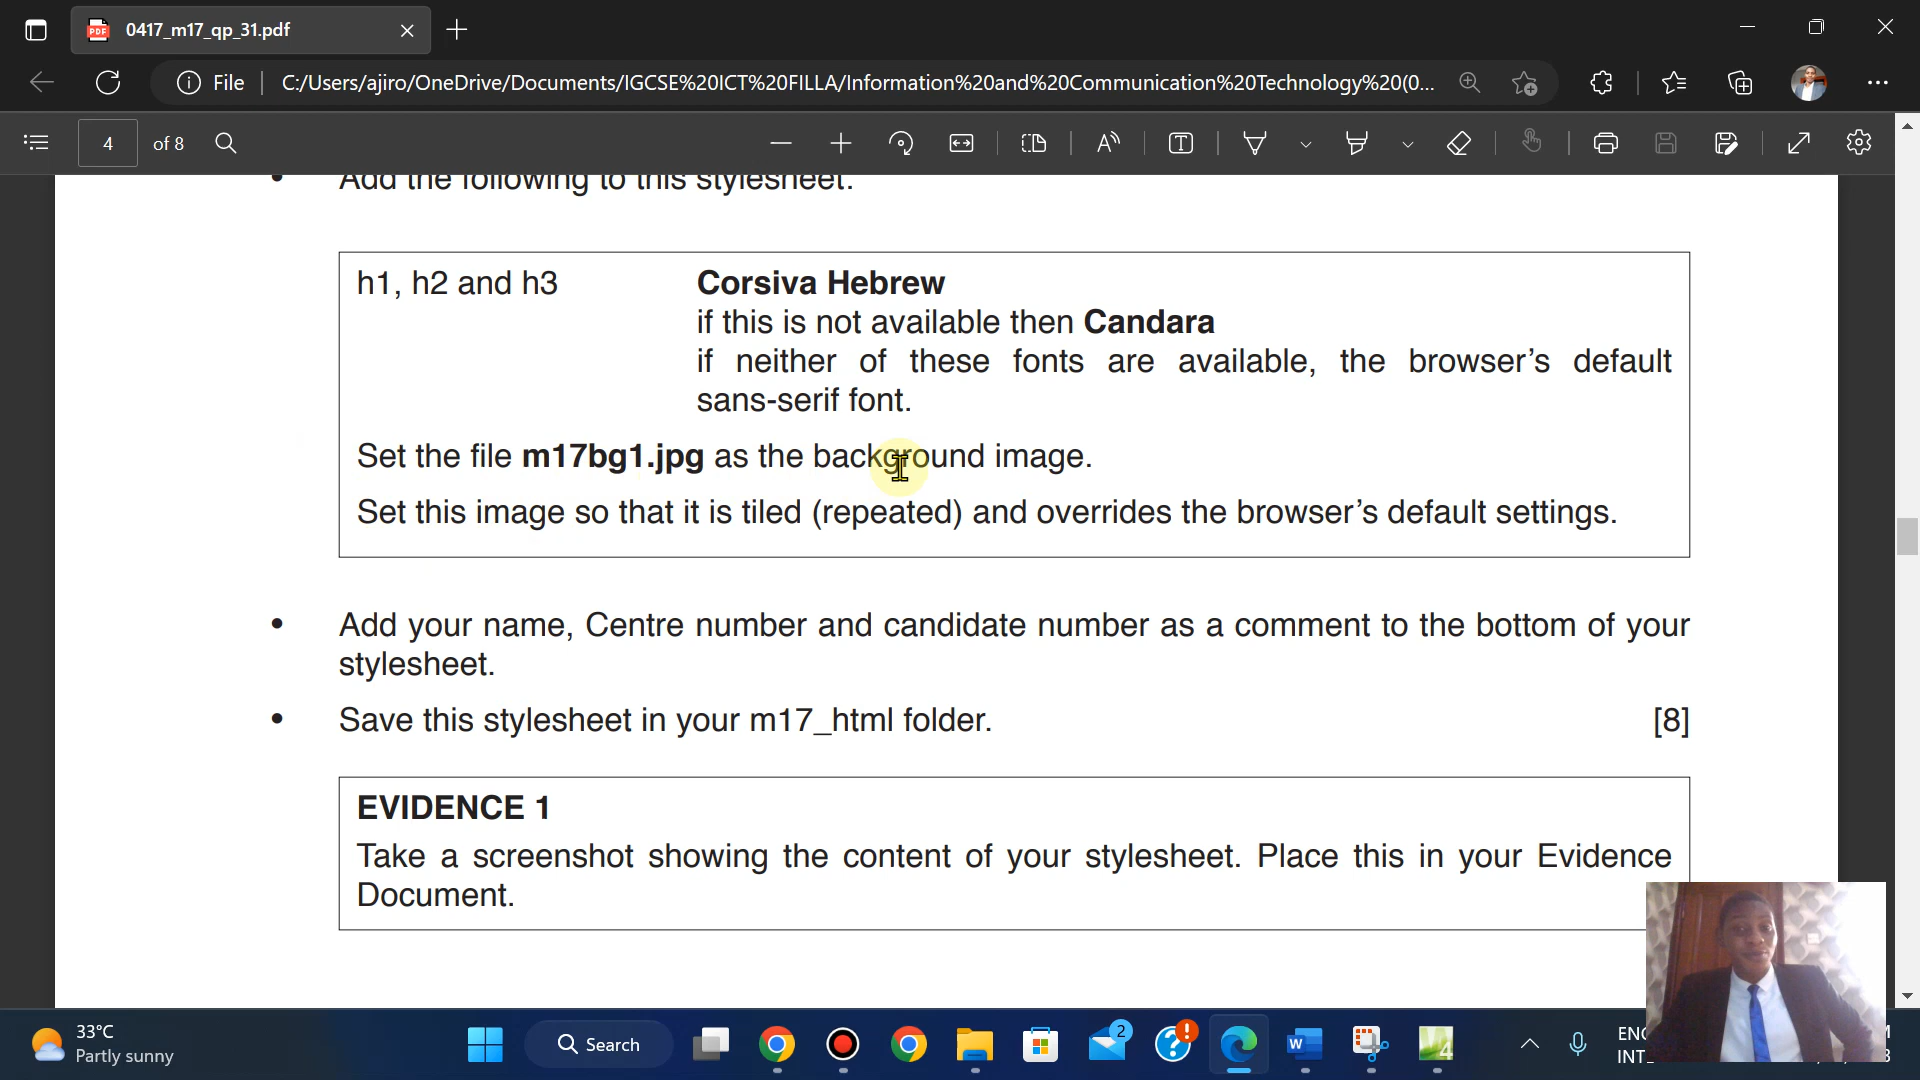 0417_m17_qp_31.pdf
File
C:/Users/ajiro/OneDrive/Documents/IGCSE%20ICT%20FILLA/Information%20and%20Communication%20Technology%20(0...
4 of 8
Add the following to this stylesheet.
h1, h2 and h3 Corsiva Hebrew
if this is not available then Candara
if neither of these fonts are available, the browser's default
sans-serif font.
Set the file m17bg1.jpg as the background image.
Set this image so that it is tiled (repeated) and overrides the browser's default settings.
• Add your name, Centre number and candidate number as a comment to the bottom of your
stylesheet.
• Save this stylesheet in your m17_html folder. [8]
EVIDENCE 1
Take a screenshot showing the content of your stylesheet. Place this in your Evidence
Document.
33°C
Partly sunny
Search
2
4